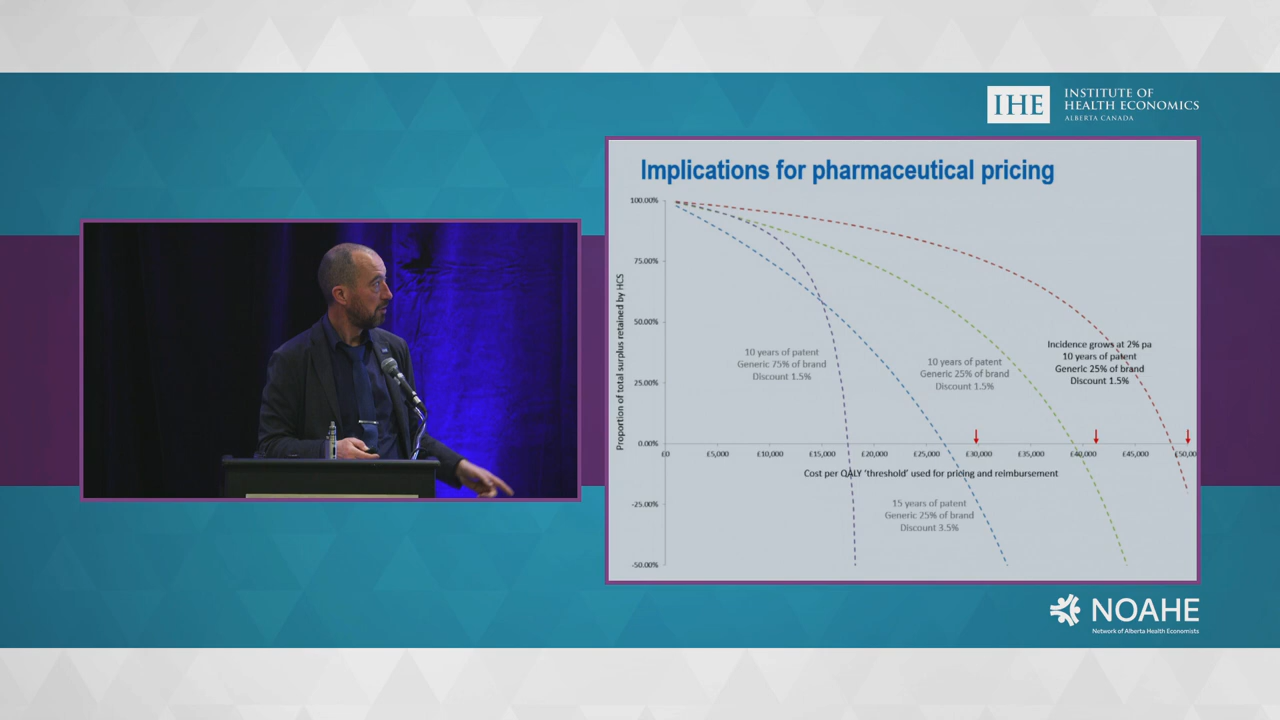 IHE
INSTITUTE OF
HEALTH ECONOMICS
ALBERTA CANADA
Implications for pharmaceutical pricing
100.00%
75.00%
50.00%
25.00%
0.00%
-25.00%
-50.00%
Proportion of total surplus retained by HCS
10 years of patent
Generic 75% of brand
Discount 1.5%
10 years of patent
Generic 25% of brand
Discount 1.5%
Incidence grows at 2% pa
10 years of patent
Generic 25% of brand
Discount 1.5%
£0 £5,000 £10,000 £15,000 £20,000 £25,000 £30,000 £35,000 £40,000 £45,000 £50,00
Cost per QALY 'threshold' used for pricing and reimbursement
15 years of patent
Generic 25% of brand
Discount 3.5%
NOAHE
Network of Alberta Health Economists